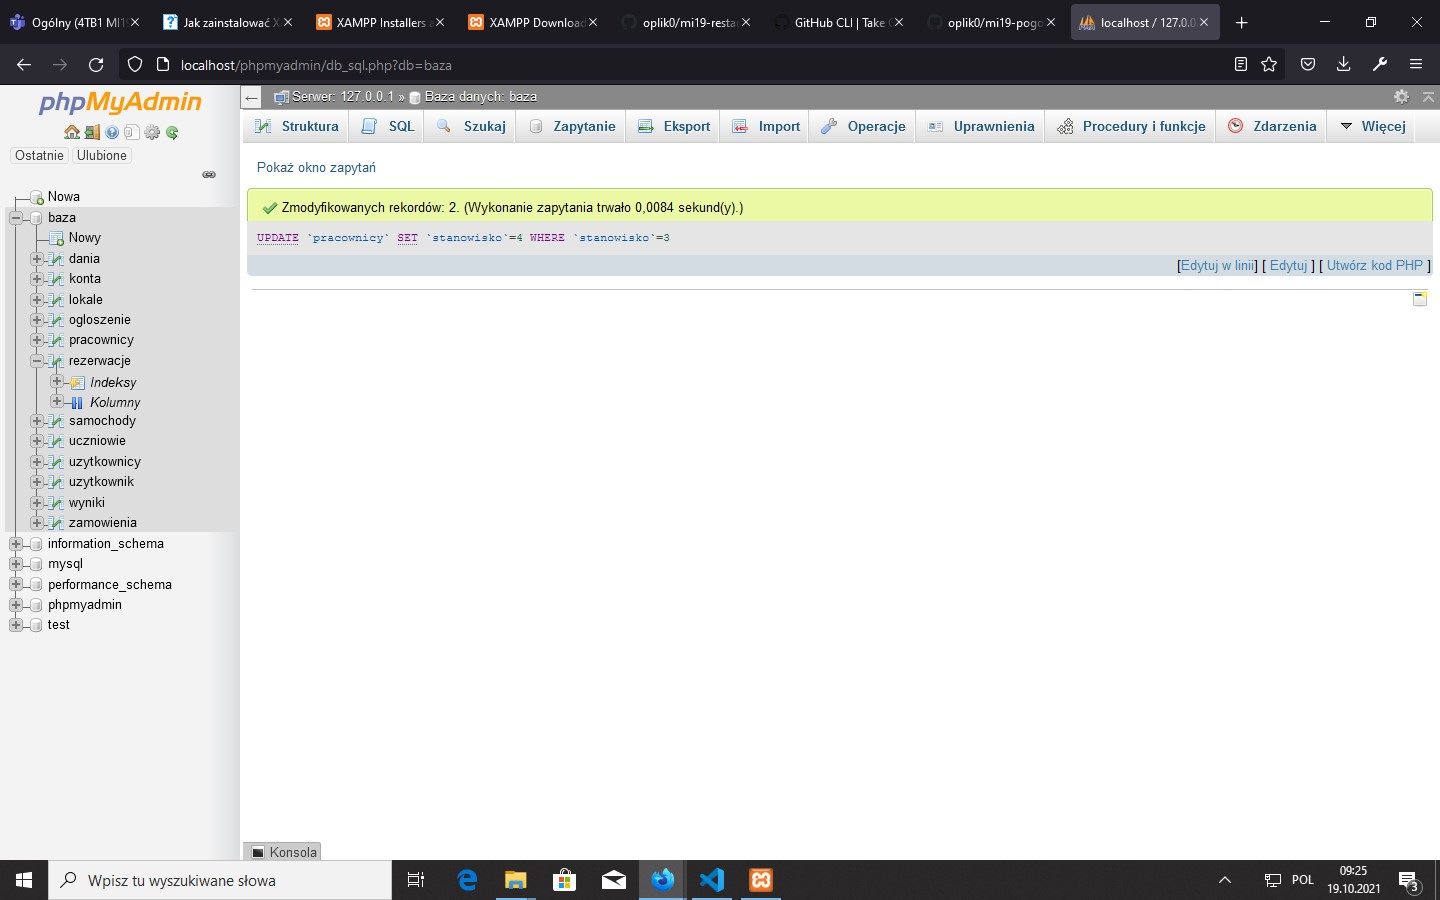 Ogólny (4TB1 MI19
Jak zainstalować X
XAMPP Installers a
XAMPP Download
oplik0/mi19-resta
GitHub CLI | Take G
oplik0/mi19-pogo
localhost / 127.0.0
localhost/phpmyadmin/db_sql.php?db=baza
phpMyAdmin
Ostatnie
Ulubione
Nowa
baza
Nowy
dania
konta
lokale
ogloszenie
pracownicy
rezerwacje
Indeksy
Kolumny
samochody
uczniowie
uzytkownicy
uzytkownik
wyniki
zamowienia
information_schema
mysql
performance_schema
phpmyadmin
test
Serwer: 127.0.0.1 » Baza danych: baza
Struktura
SQL
Szukaj
Zapytanie
Eksport
Import
Operacje
Uprawnienia
Procedury i funkcje
Zdarzenia
Więcej
Pokaż okno zapytań
Zmodyfikowanych rekordów: 2. (Wykonanie zapytania trwało 0,0084 sekund(y).)
UPDATE `pracownicy` SET `stanowisko`=4 WHERE `stanowisko`=3
[Edytuj w linii] [ Edytuj ] [ Utwórz kod PHP ]
Konsola
Wpisz tu wyszukiwane słowo
POL
09:25
19.10.2021
3